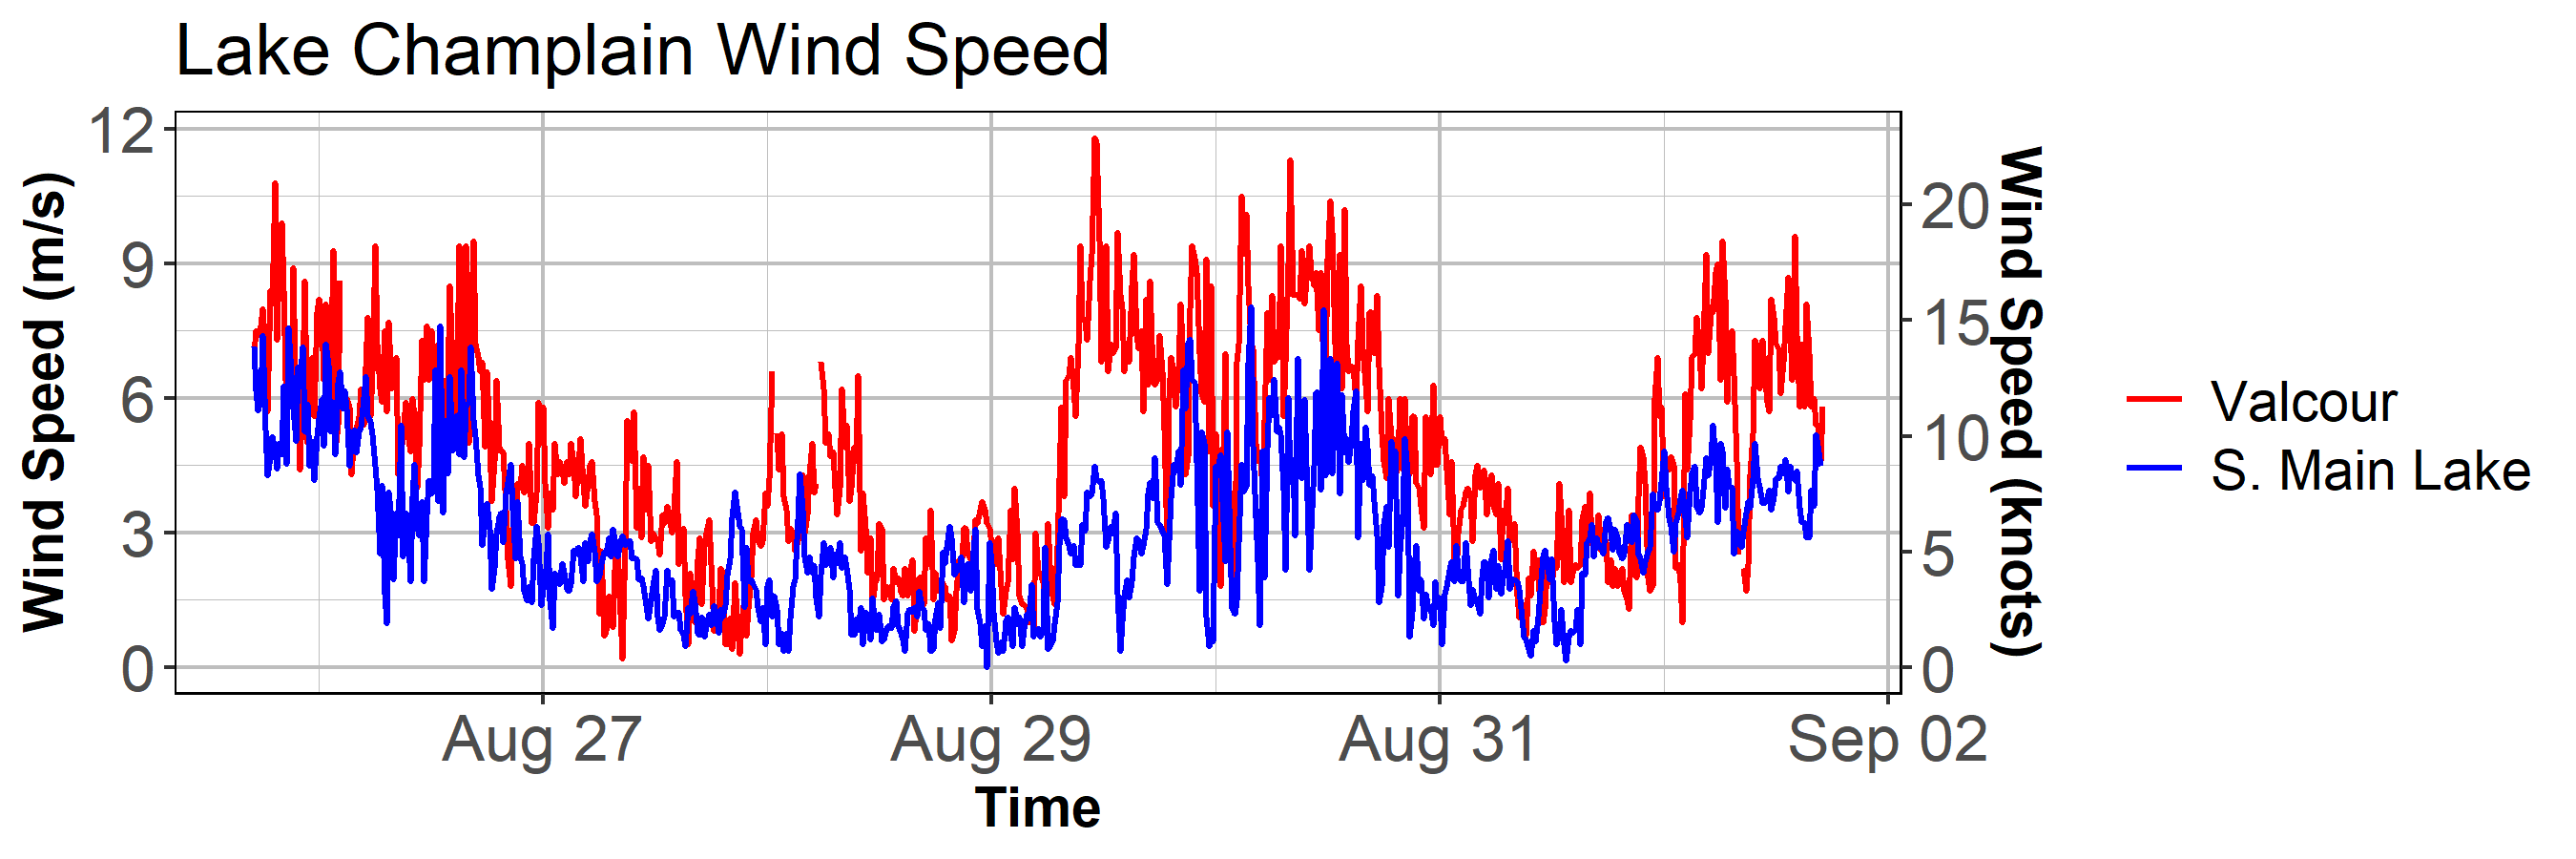 Lake Champlain Wind Speed
Wind Speed (m/s)
12
9
6
3
0
20
15
10
5
0
Wind Speed (knots)
Valcour
S. Main Lake
Aug 27
Aug 29
Aug 31
Sep 02
Time